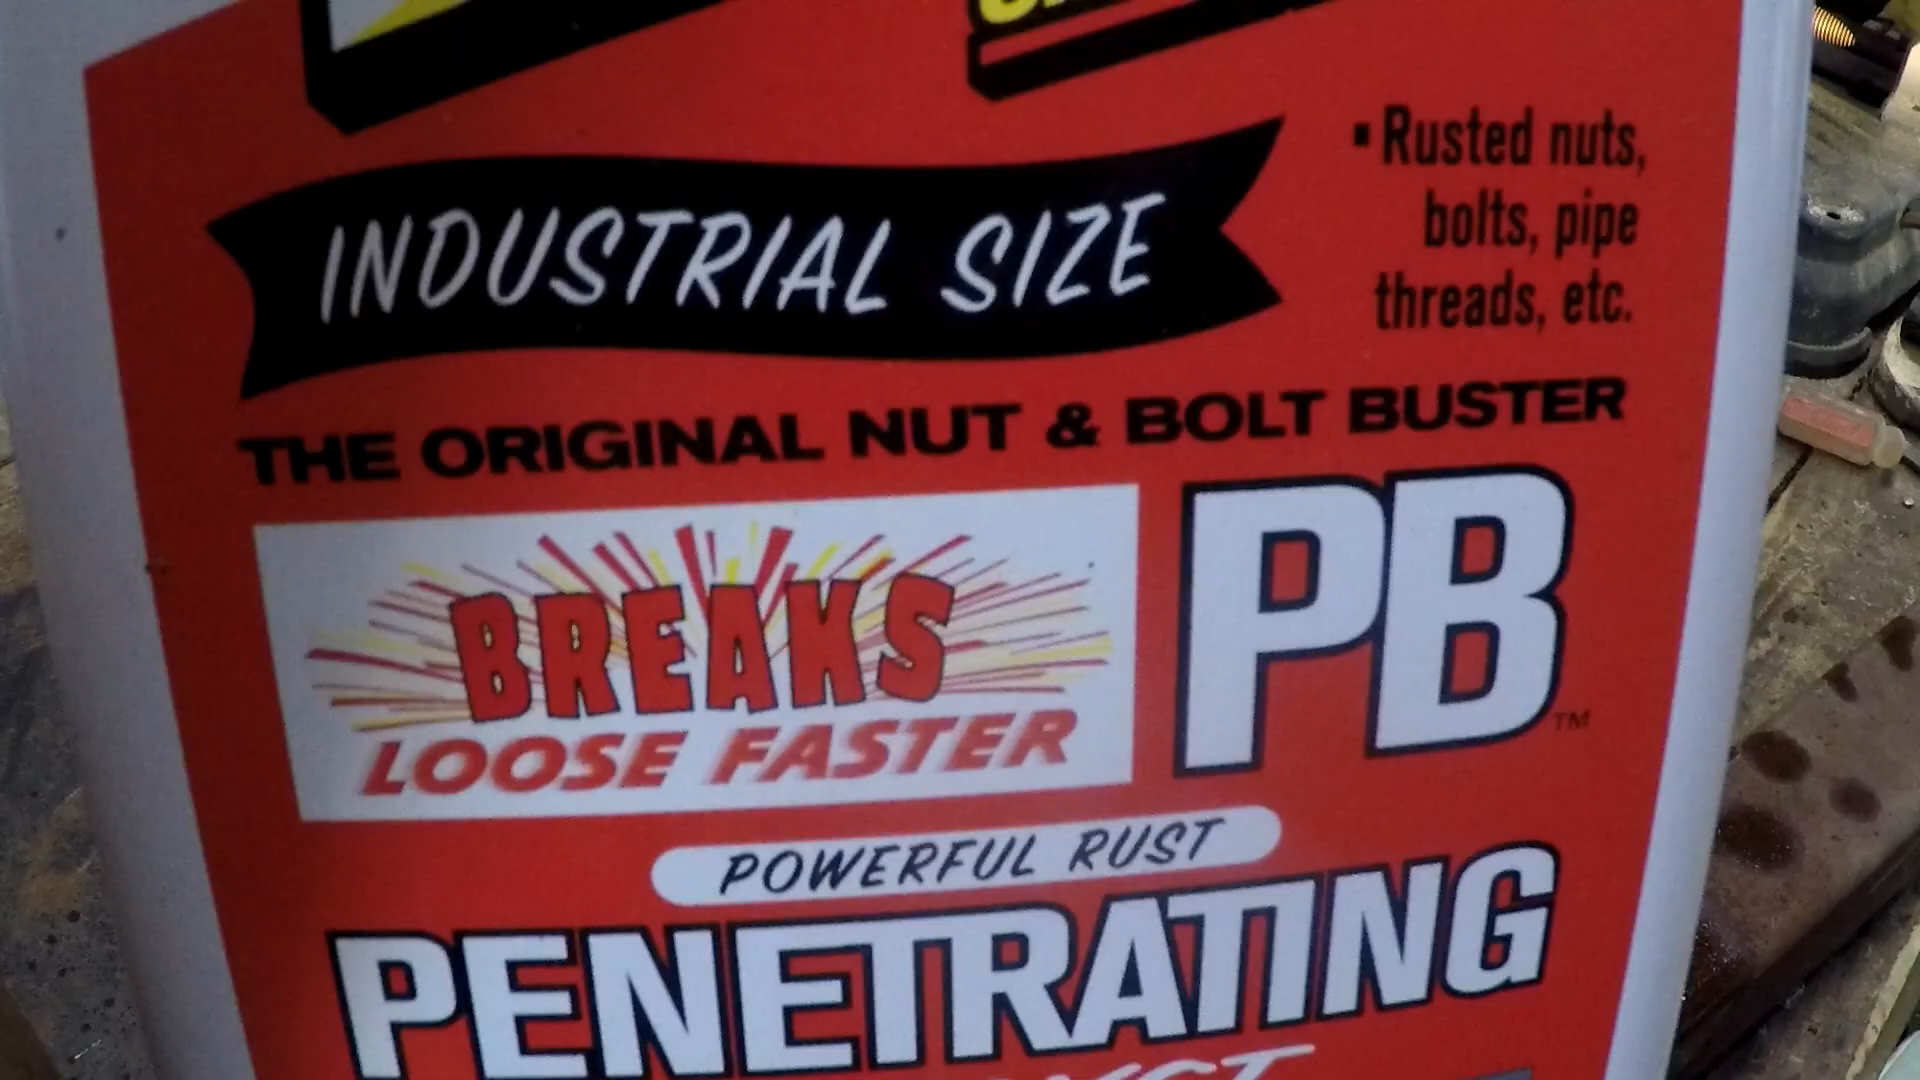 INDUSTRIAL SIZE
▪ Rusted nuts,
bolts, pipe
threads, etc.
THE ORIGINAL NUT & BOLT BUSTER
BREAKS
LOOSE FASTER
PB
TM
POWERFUL RUST
PENETRATING